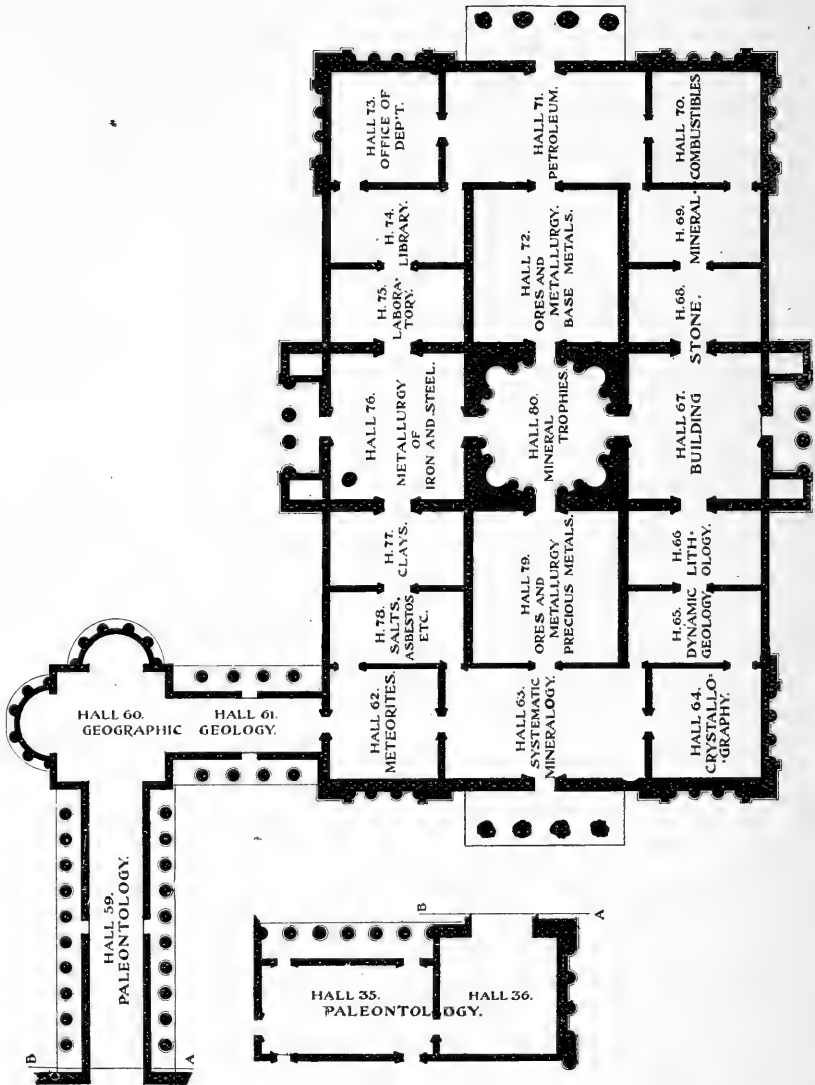 HALL 73.
OFFICE OF
DEP'T.
HALL 71.
PETROLEUM.
HALL 70.
COMBUSTIBLES
H. 74.
LIBRARY.
HALL 72.
ORES AND
METALLURGY.
BASE METALS.
H. 69.
MINERAL-
H. 75.
LABORA-
TORY.
H. 68.
STONE.
HALL 76.
METALLURGY
OF
IRON AND STEEL.
HALL 80.
MINERAL
TROPHIES.
HALL 67.
BUILDING
H. 77.
CLAYS.
HALL 79.
ORES AND
METALLURGY
PRECIOUS METALS.
H. 66
LITH-
OLOGY.
H. 78.
SALTS,
ASBESTOS
ETC.
H. 65.
DYNAMIC
GEOLOGY.
HALL 62.
METEORITES.
HALL 63.
SYSTEMATIC
MINERALOGY.
HALL 64.
CRYSTALLO-
-GRAPHY.
HALL 60. HALL 61.
GEOGRAPHIC GEOLOGY.
HALL 59.
PALEONTOLOGY.
B
A
HALL 35. HALL 36.
PALEONTOLOGY.
B
A